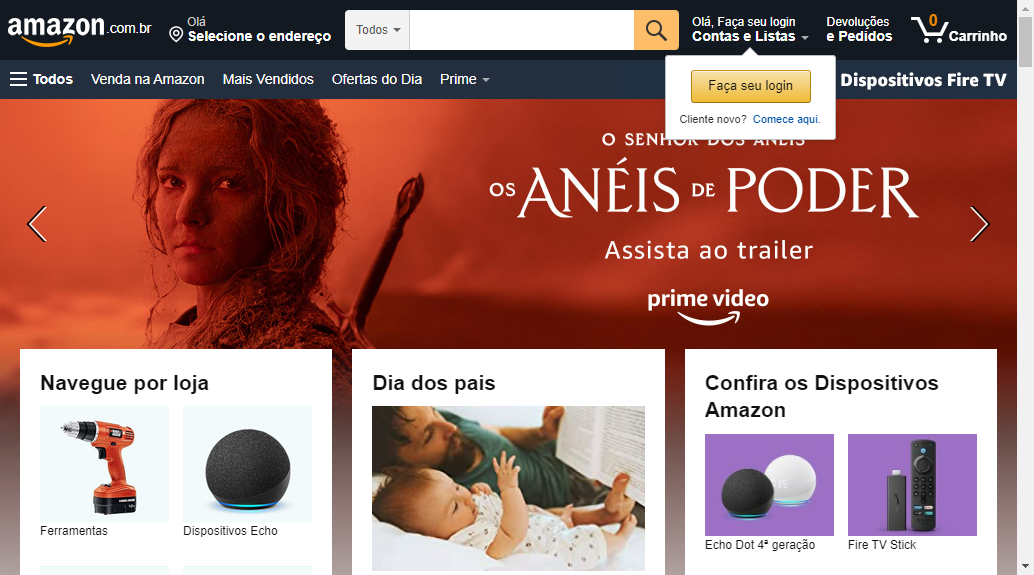 amazon.com.br
Olá
Selecione o endereço
Todos
Olá, Faça seu login
Contas e Listas
Devoluções
e Pedidos
0
Carrinho
Todos
Venda na Amazon
Mais Vendidos
Ofertas do Dia
Prime
Dispositivos Fire TV
Faça seu login
Cliente novo? Comece aqui.
O SENHOR DOS ANÉIS
OS ANÉIS DE PODER
Assista ao trailer
prime video
Navegue por loja
Ferramentas
Dispositivos Echo
Dia dos pais
Confira os Dispositivos
Amazon
Echo Dot 4ª geração
Fire TV Stick